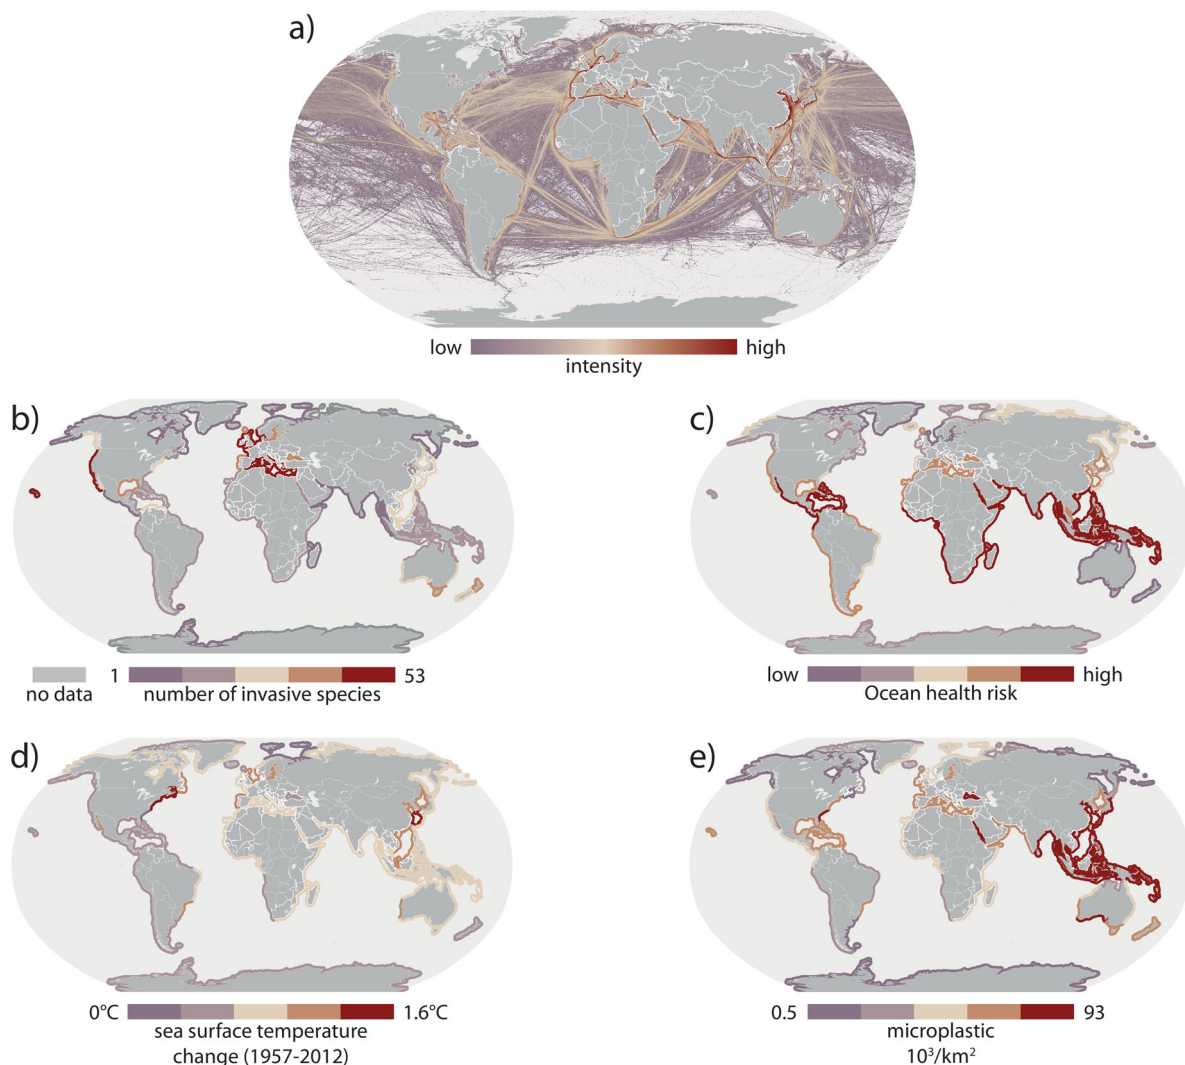 a)
low high
intensity
b)
no data 1 53
number of invasive species
c)
low high
Ocean health risk
d)
0°C 1.6°C
sea surface temperature
change (1957-2012)
e)
0.5 93
microplastic
10³/km²